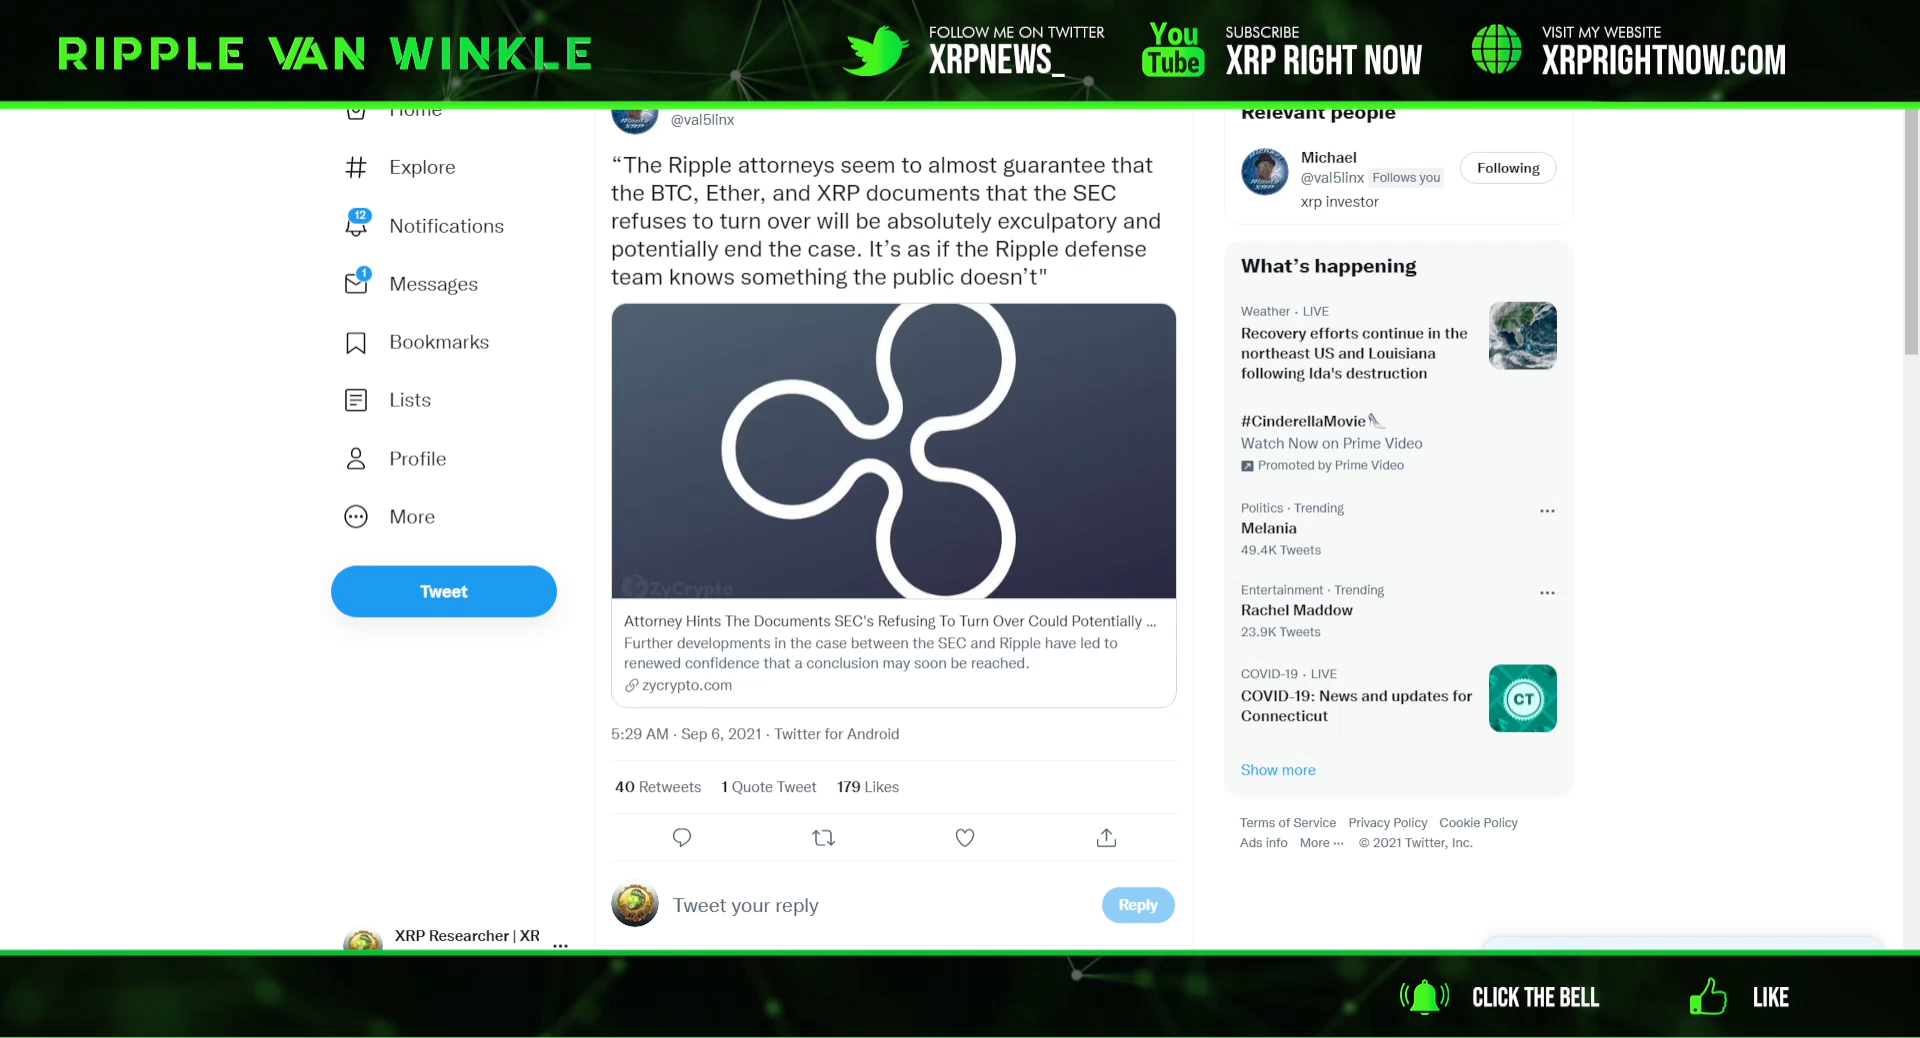 RIPPLE VAN WINKLE
FOLLOW ME ON TWITTER
XRPNEWS_
You
Tube
SUBSCRIBE
XRP RIGHT NOW
VISIT MY WEBSITE
XRPRIGHTNOW.COM
Home
Explore
12
Notifications
1
Messages
Bookmarks
Lists
Profile
More
Tweet
XRP Researcher | XR
@val5linx
“The Ripple attorneys seem to almost guarantee that
the BTC, Ether, and XRP documents that the SEC
refuses to turn over will be absolutely exculpatory and
potentially end the case. It’s as if the Ripple defense
team knows something the public doesn’t"
ZyCrypto
Attorney Hints The Documents SEC's Refusing To Turn Over Could Potentially ...
Further developments in the case between the SEC and Ripple have led to
renewed confidence that a conclusion may soon be reached.
zycrypto.com
5:29 AM · Sep 6, 2021 · Twitter for Android
40 Retweets 1 Quote Tweet 179 Likes
Tweet your reply
Reply
Relevant people
Michael
@val5linx Follows you
Following
xrp investor
What’s happening
Weather · LIVE
Recovery efforts continue in the
northeast US and Louisiana
following Ida's destruction
#CinderellaMovie
Watch Now on Prime Video
Promoted by Prime Video
Politics · Trending
Melania
49.4K Tweets
Entertainment · Trending
Rachel Maddow
23.9K Tweets
COVID-19 · LIVE
COVID-19: News and updates for
Connecticut
CT
Show more
Terms of Service Privacy Policy Cookie Policy
Ads info More ··· © 2021 Twitter, Inc.
CLICK THE BELL
LIKE